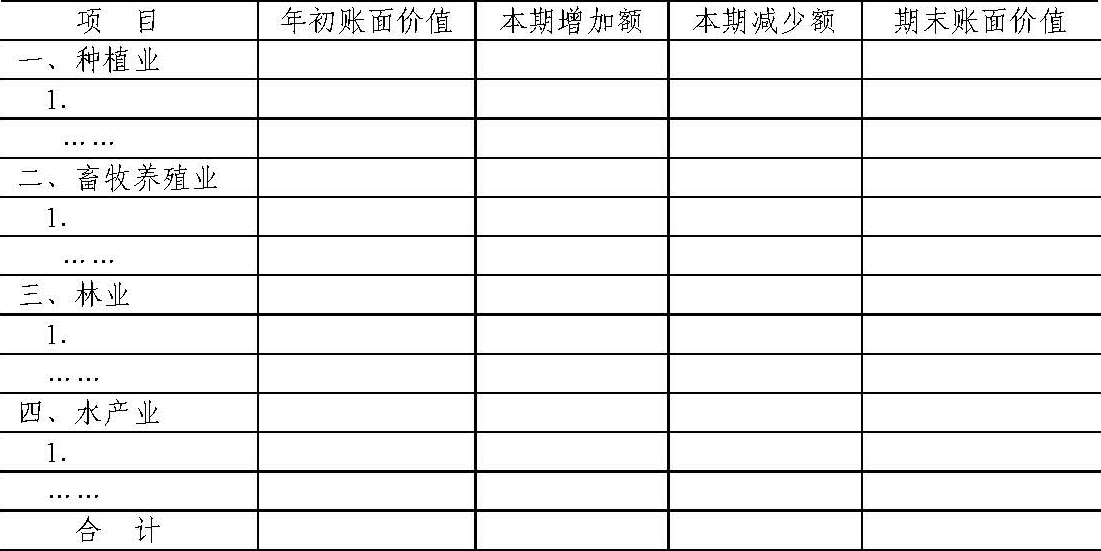 项 目 年初账面价值 本期增加额 本期减少额 期末账面价值
一、种植业
1.
……
二、畜牧养殖业
1.
……
三、林业
1.
……
四、水产业
1.
……
合 计